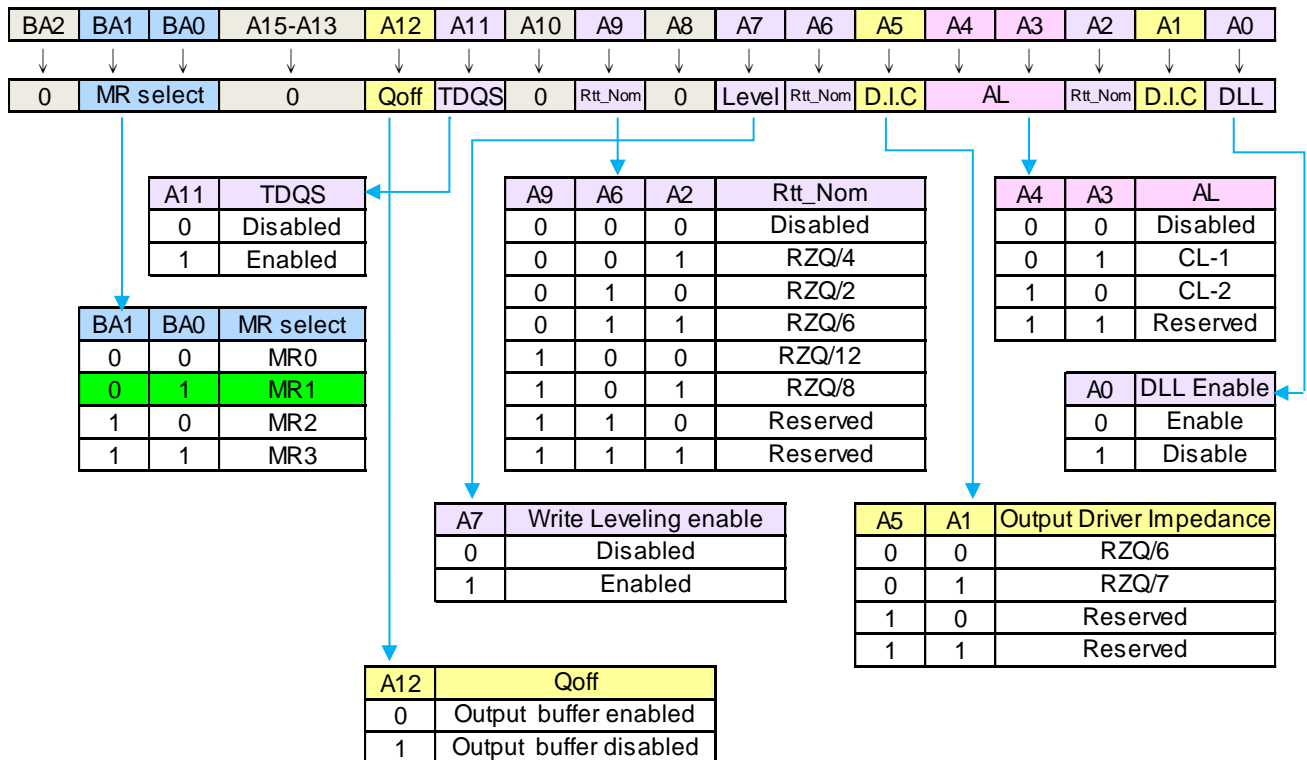 BA2 BA1 BA0 A15-A13 A12 A11 A10 A9 A8 A7 A6 A5 A4 A3 A2 A1 A0
0 MR select 0 Qoff TDQS 0 Rtt_Nom 0 Level Rtt_Nom D.I.C AL Rtt_Nom D.I.C DLL
A11 TDQS
0 Disabled
1 Enabled
A9 A6 A2 Rtt_Nom
0 0 0 Disabled
0 0 1 RZQ/4
0 1 0 RZQ/2
0 1 1 RZQ/6
1 0 0 RZQ/12
1 0 1 RZQ/8
1 1 0 Reserved
1 1 1 Reserved
A4 A3 AL
0 0 Disabled
0 1 CL-1
1 0 CL-2
1 1 Reserved
BA1 BA0 MR select
0 0 MR0
0 1 MR1
1 0 MR2
1 1 MR3
A0 DLL Enable
0 Enable
1 Disable
A7 Write Leveling enable
0 Disabled
1 Enabled
A5 A1 Output Driver Impedance
0 0 RZQ/6
0 1 RZQ/7
1 0 Reserved
1 1 Reserved
A12 Qoff
0 Output buffer enabled
1 Output buffer disabled